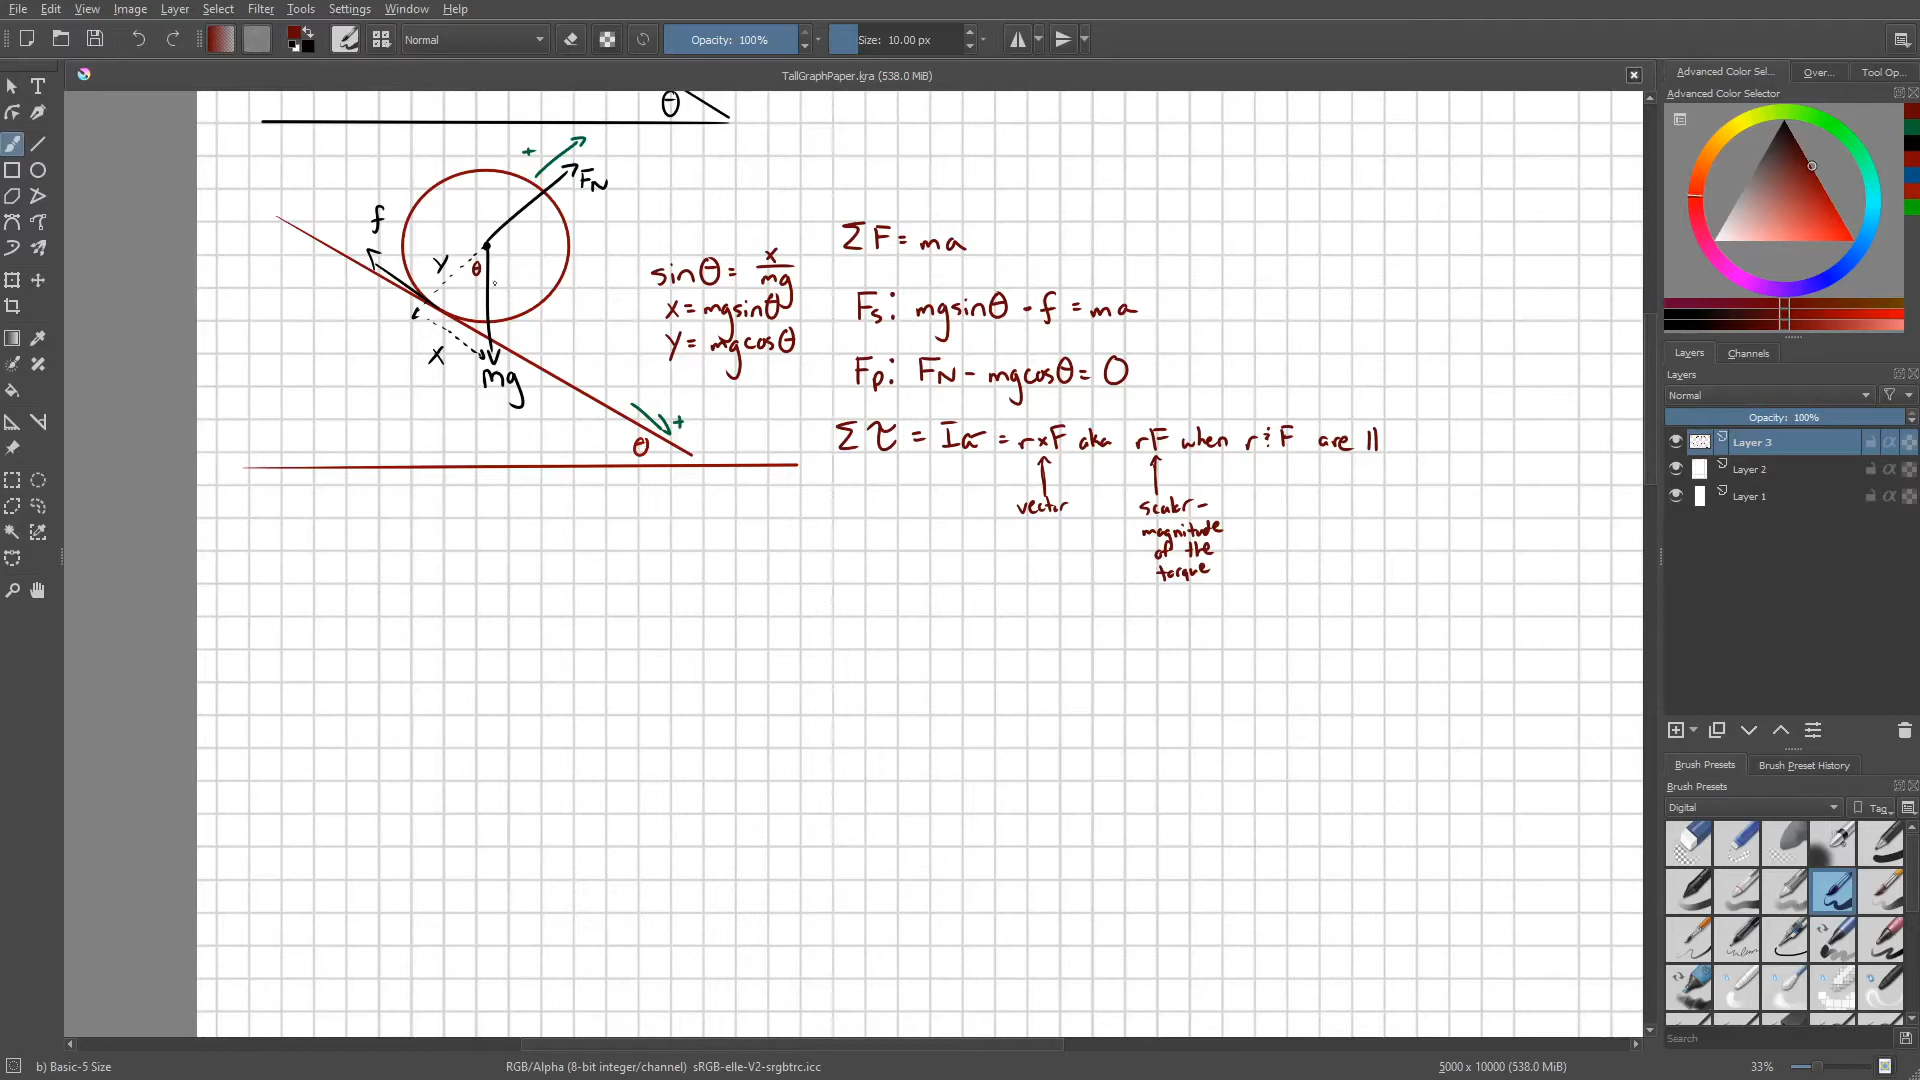 File Edit View Image Layer Select Filter Tools Settings Window Help
Normal
Opacity: 100%
Size: 10.00 px
TallGraphPaper.kra (538.0 MiB)
Advanced Color Sel...
Over...
Tool Op...
Advanced Color Selector
θ
+
FN
f
y
θ
x
mg
+
θ
sinθ = x/mg
x = mgsinθ
y = mgcosθ
ΣF = ma
Fs: mgsinθ - f = ma
Fp: FN - mgcosθ = 0
Στ = Iα = r×F aka rF when r & F are ||
vector
scalar -
magnitude
of the
torque
Layers
Channels
Layers
Normal
Opacity: 100%
Layer 3
Layer 2
Layer 1
Brush Presets
Brush Preset History
Brush Presets
Digital
Tag
Search
b) Basic-5 Size
RGB/Alpha (8-bit integer/channel) sRGB-elle-V2-srgbtrc.icc
5000 x 10000 (538.0 MiB)
33%